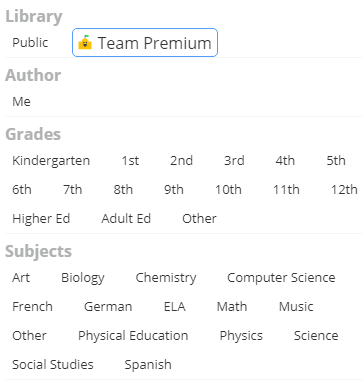 Library
Public Team Premium
Author
Me
Grades
Kindergarten 1st 2nd 3rd 4th 5th
6th 7th 8th 9th 10th 11th 12th
Higher Ed Adult Ed Other
Subjects
Art Biology Chemistry Computer Science
French German ELA Math Music
Other Physical Education Physics Science
Social Studies Spanish